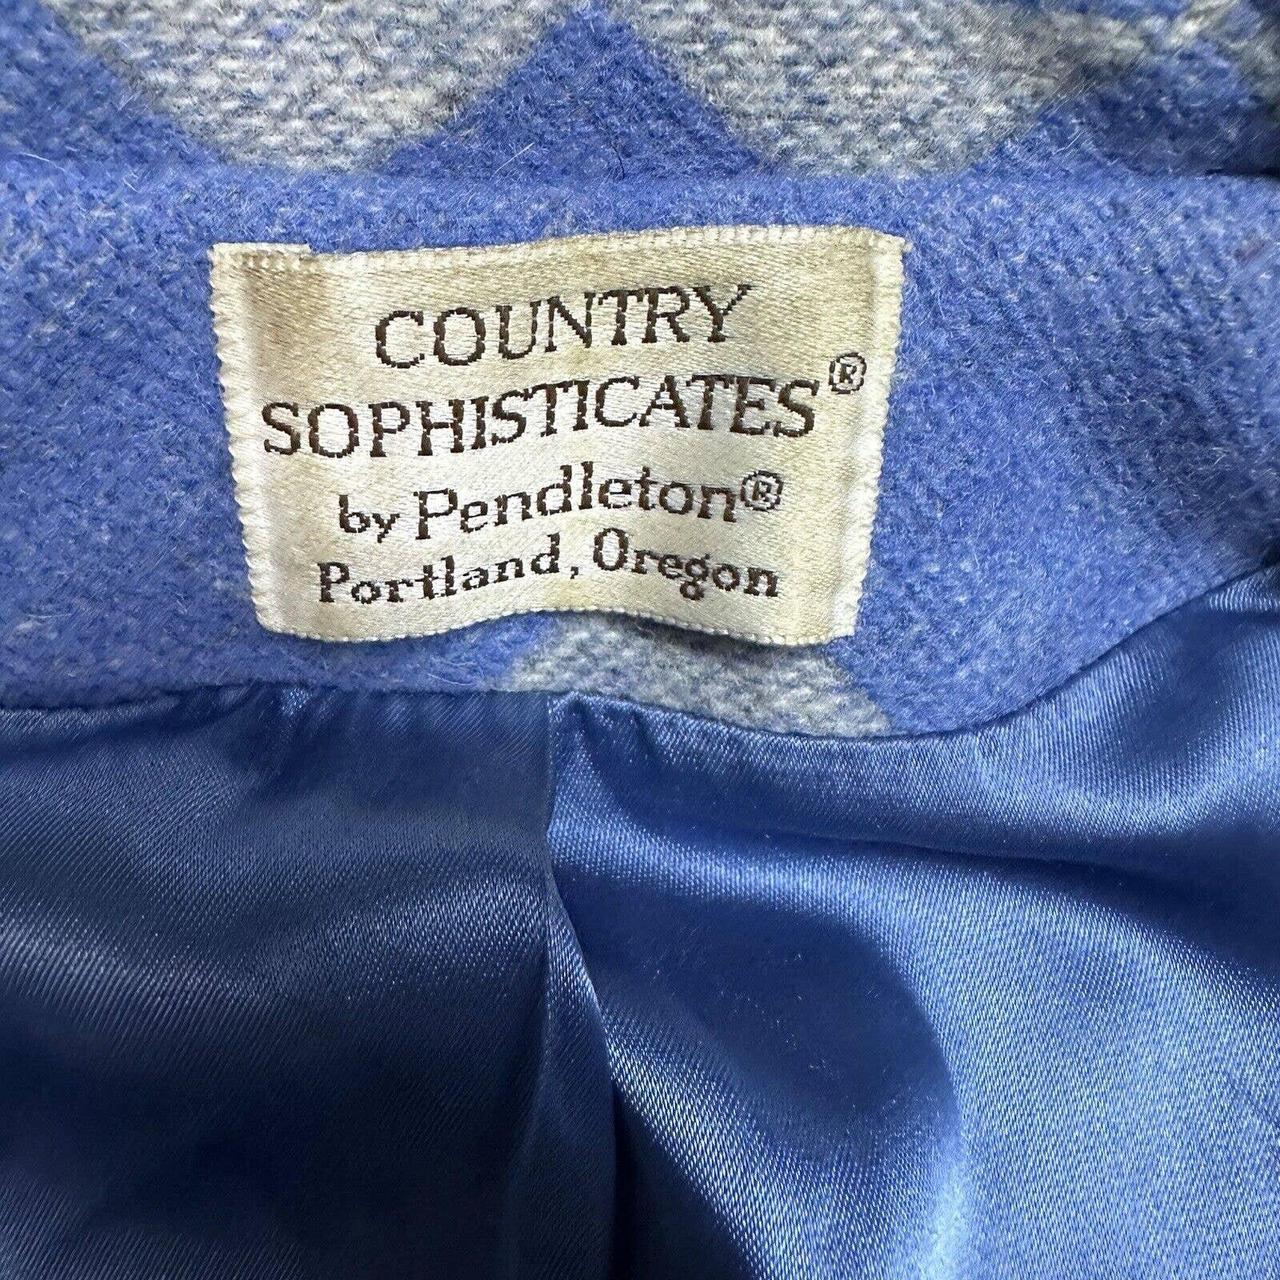 COUNTRY
SOPHISTICATES®
by Pendleton®
Portland, Oregon